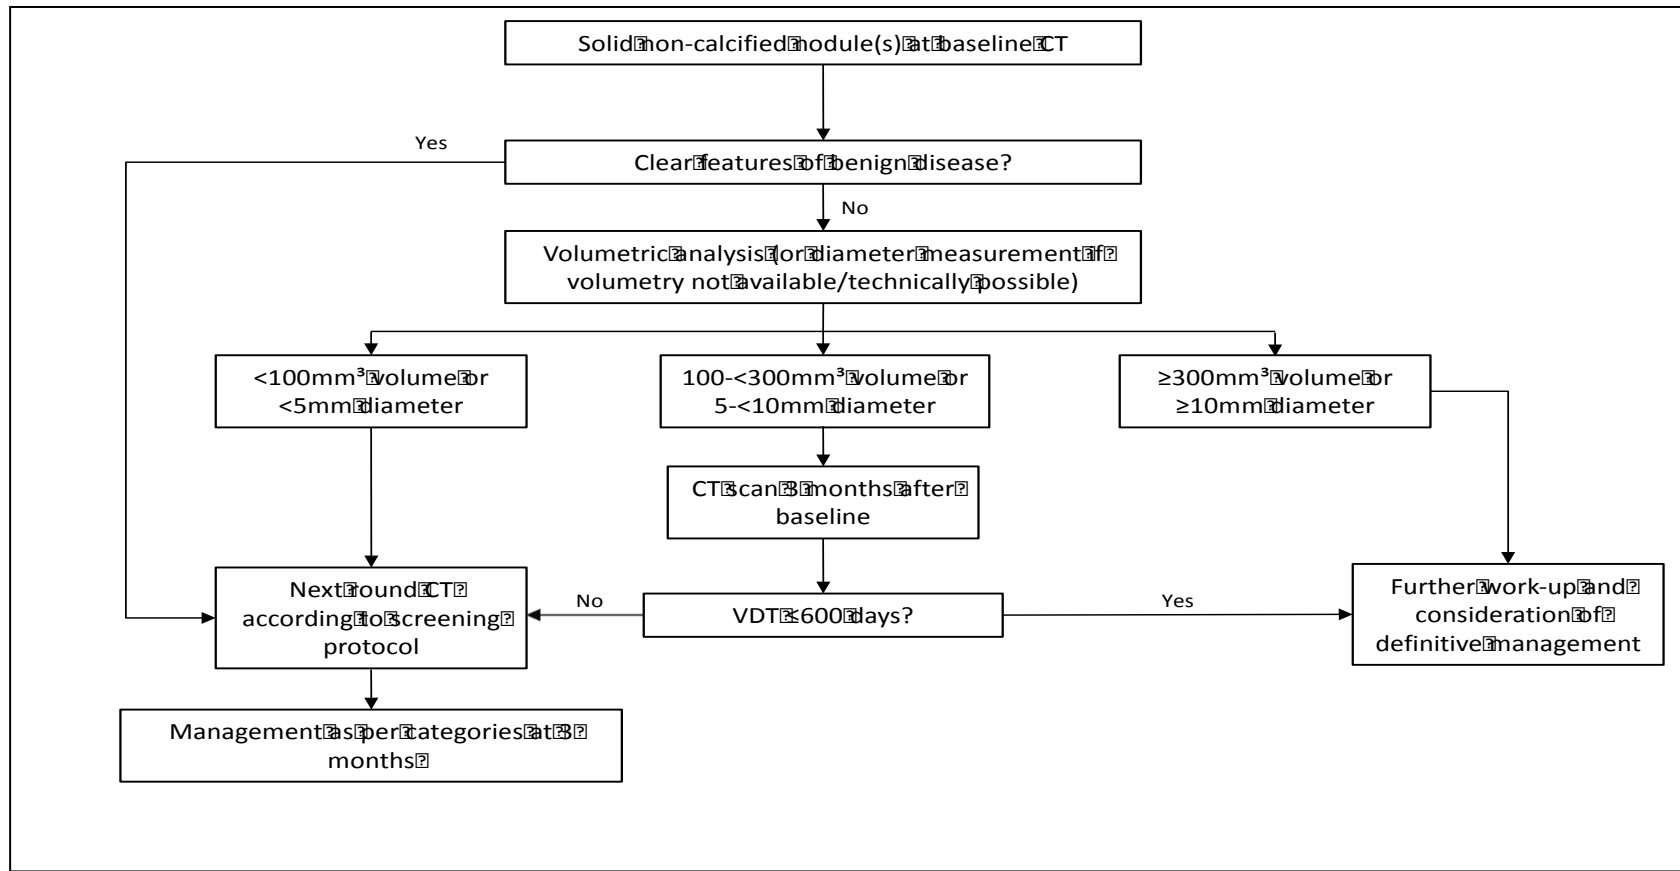 Solid non-calcified nodule(s) at baseline CT
Yes
Clear features of benign disease?
No
Volumetric analysis (or diameter measurement if
volumetry not available/technically possible)
<100mm³ volume or
<5mm diameter
100-<300mm³ volume or
5-<10mm diameter
≥300mm³ volume or
≥10mm diameter
CT scan 3 months after
baseline
Next round CT
according to screening
protocol
No
VDT <600 days?
Yes
Further work-up and
consideration of
definitive management
Management as per categories at 3
months